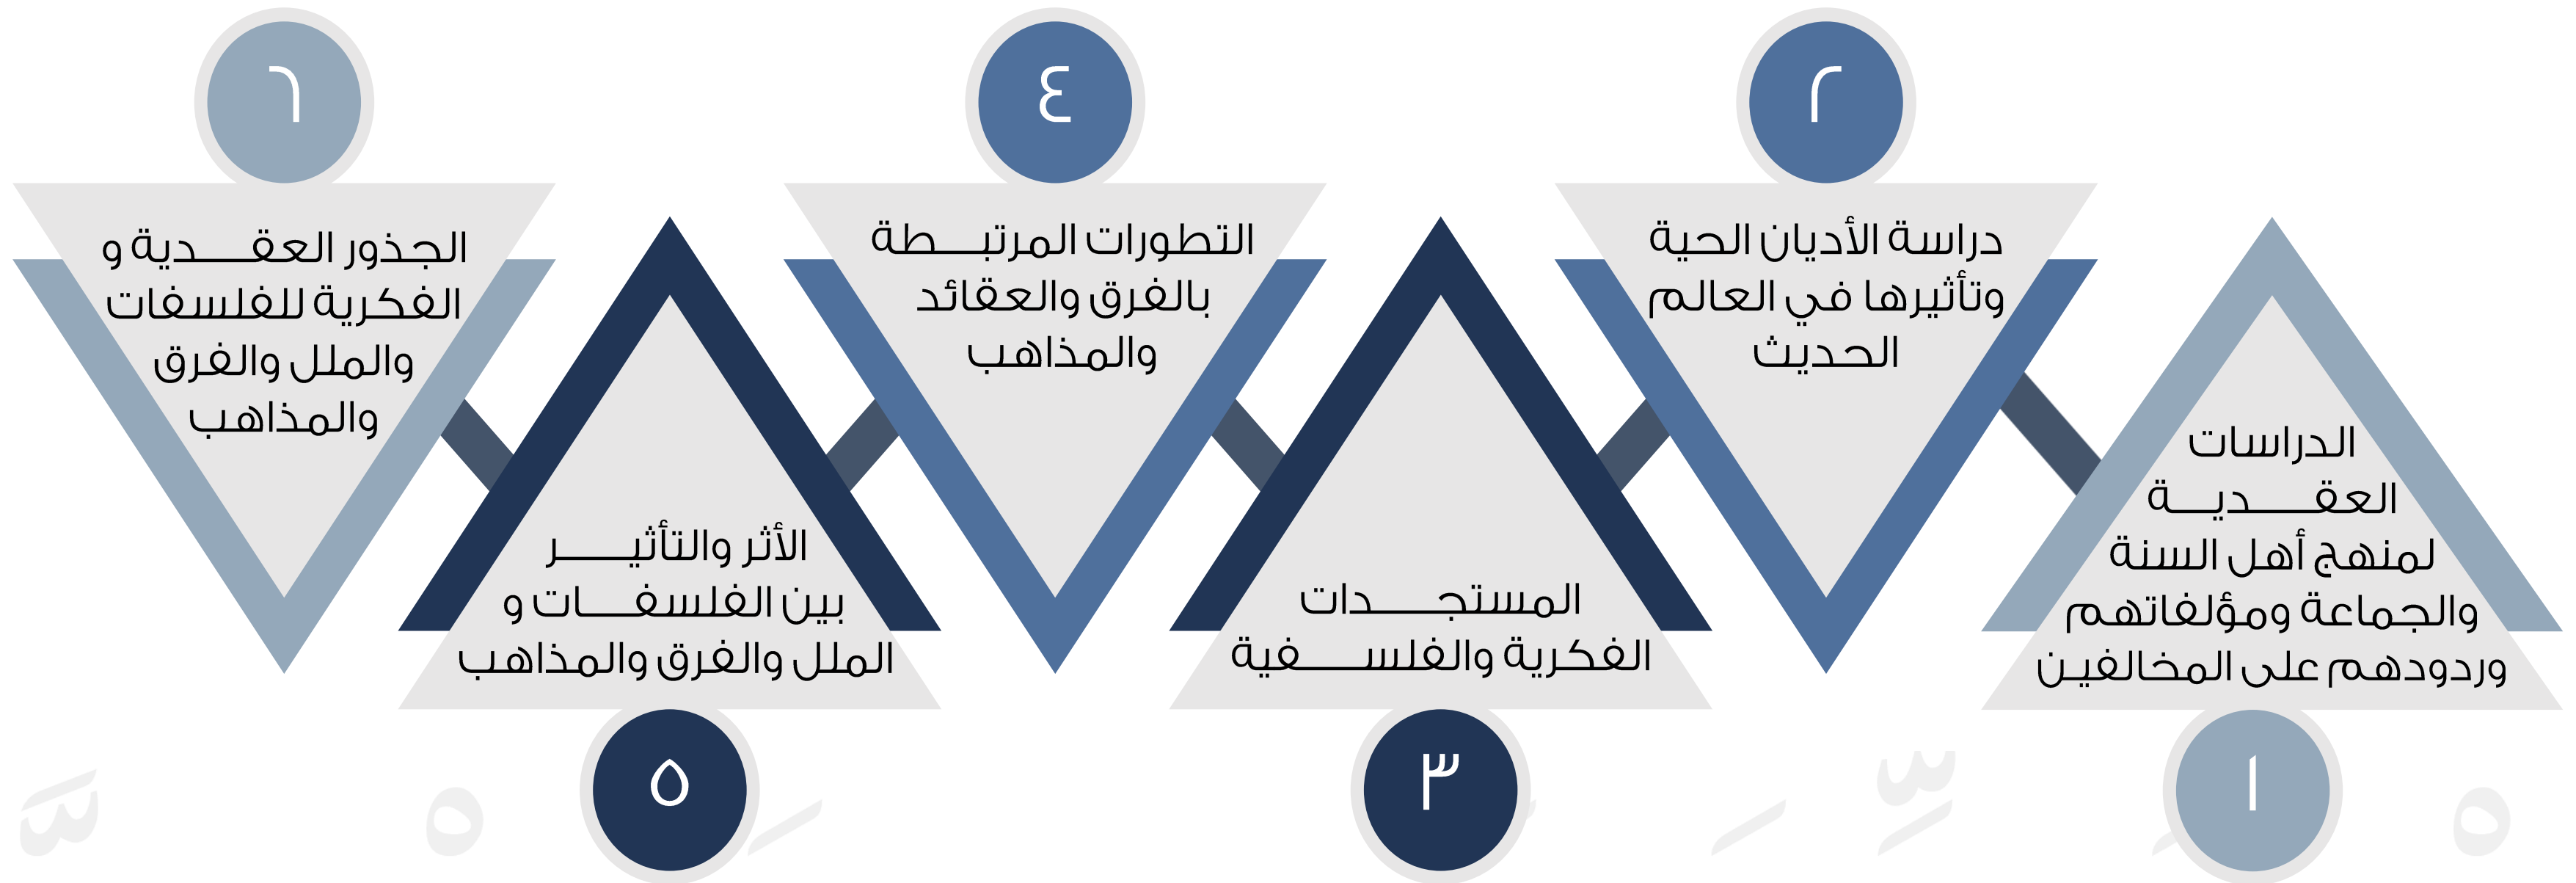 ١
الدراسات
العقـــدية
لمنهج أهل السنة
والجماعة ومؤلفاتهم
وردودهم على المخالفين
٢
دراسة الأديان الحية
وتأثيرها في العالم
الحديث
٣
المستجـــدات
الفكرية والفلســـفية
٤
التطورات المرتبـــطة
بالفرق والعقائد
والمذاهب
٥
الأثر والتأثيـــر
بين الفلسفـــات و
الملل والفرق والمذاهب
٦
الجذور العقـــدية و
الفكرية للفلسفات
والملل والفرق
والمذاهب